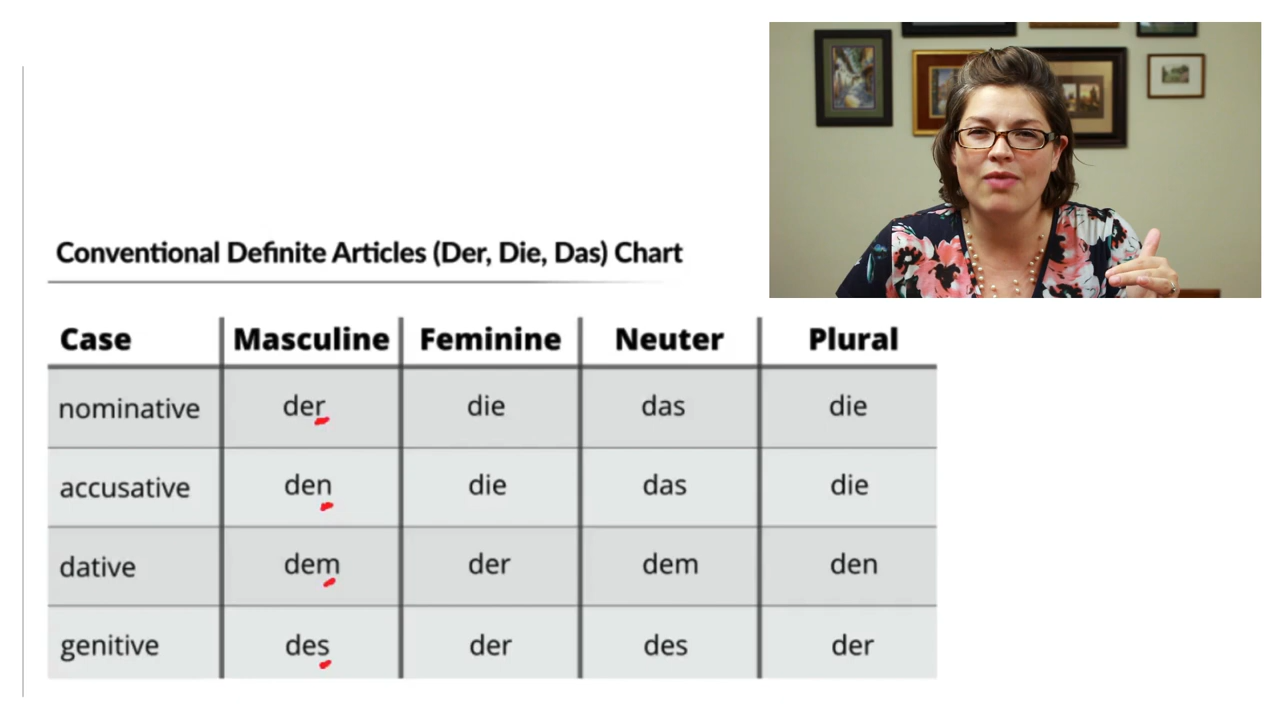 Conventional Definite Articles (Der, Die, Das) Chart
Case Masculine Feminine Neuter Plural
nominative der die das die
accusative den die das die
dative dem der dem den
genitive des der des der